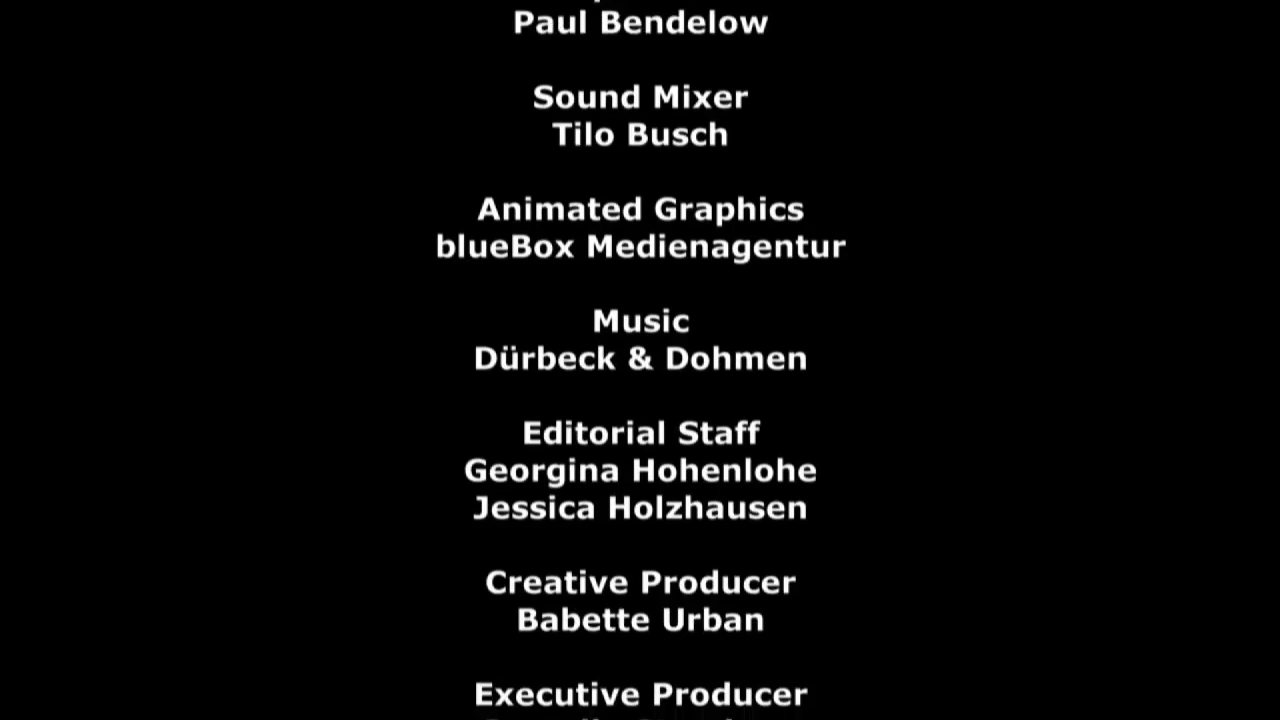 Paul Bendelow
Sound Mixer
Tilo Busch
Animated Graphics
blueBox Medienagentur
Music
Dürbeck & Dohmen
Editorial Staff
Georgina Hohenlohe
Jessica Holzhausen
Creative Producer
Babette Urban
Executive Producer